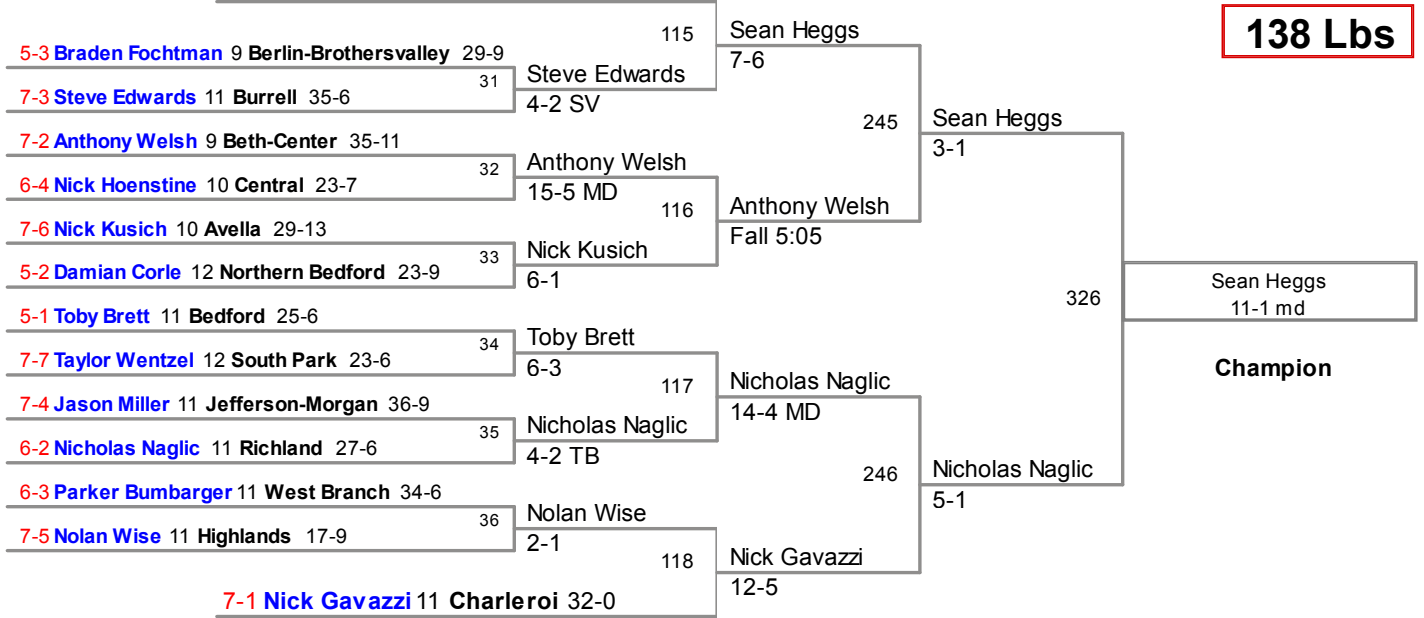 138 Lbs
5-3 Braden Fochtman 9 Berlin-Brothersvalley 29-9
7-3 Steve Edwards 11 Burrell 35-6
7-2 Anthony Welsh 9 Beth-Center 35-11
6-4 Nick Hoenstine 10 Central 23-7
7-6 Nick Kusich 10 Avella 29-13
5-2 Damian Corle 12 Northern Bedford 23-9
5-1 Toby Brett 11 Bedford 25-6
7-7 Taylor Wentzel 12 South Park 23-6
7-4 Jason Miller 11 Jefferson-Morgan 36-9
6-2 Nicholas Naglic 11 Richland 27-6
6-3 Parker Bumbarger 11 West Branch 34-6
7-5 Nolan Wise 11 Highlands 17-9
7-1 Nick Gavazzi 11 Charleroi 32-0
31
Steve Edwards
4-2 SV
32
Anthony Welsh
15-5 MD
33
Nick Kusich
6-1
34
Toby Brett
6-3
35
Nicholas Naglic
4-2 TB
36
Nolan Wise
2-1
115
Sean Heggs
7-6
116
Anthony Welsh
Fall 5:05
117
Nicholas Naglic
14-4 MD
118
Nick Gavazzi
12-5
245
Sean Heggs
3-1
246
Nicholas Naglic
5-1
326
Sean Heggs
11-1 md
Champion